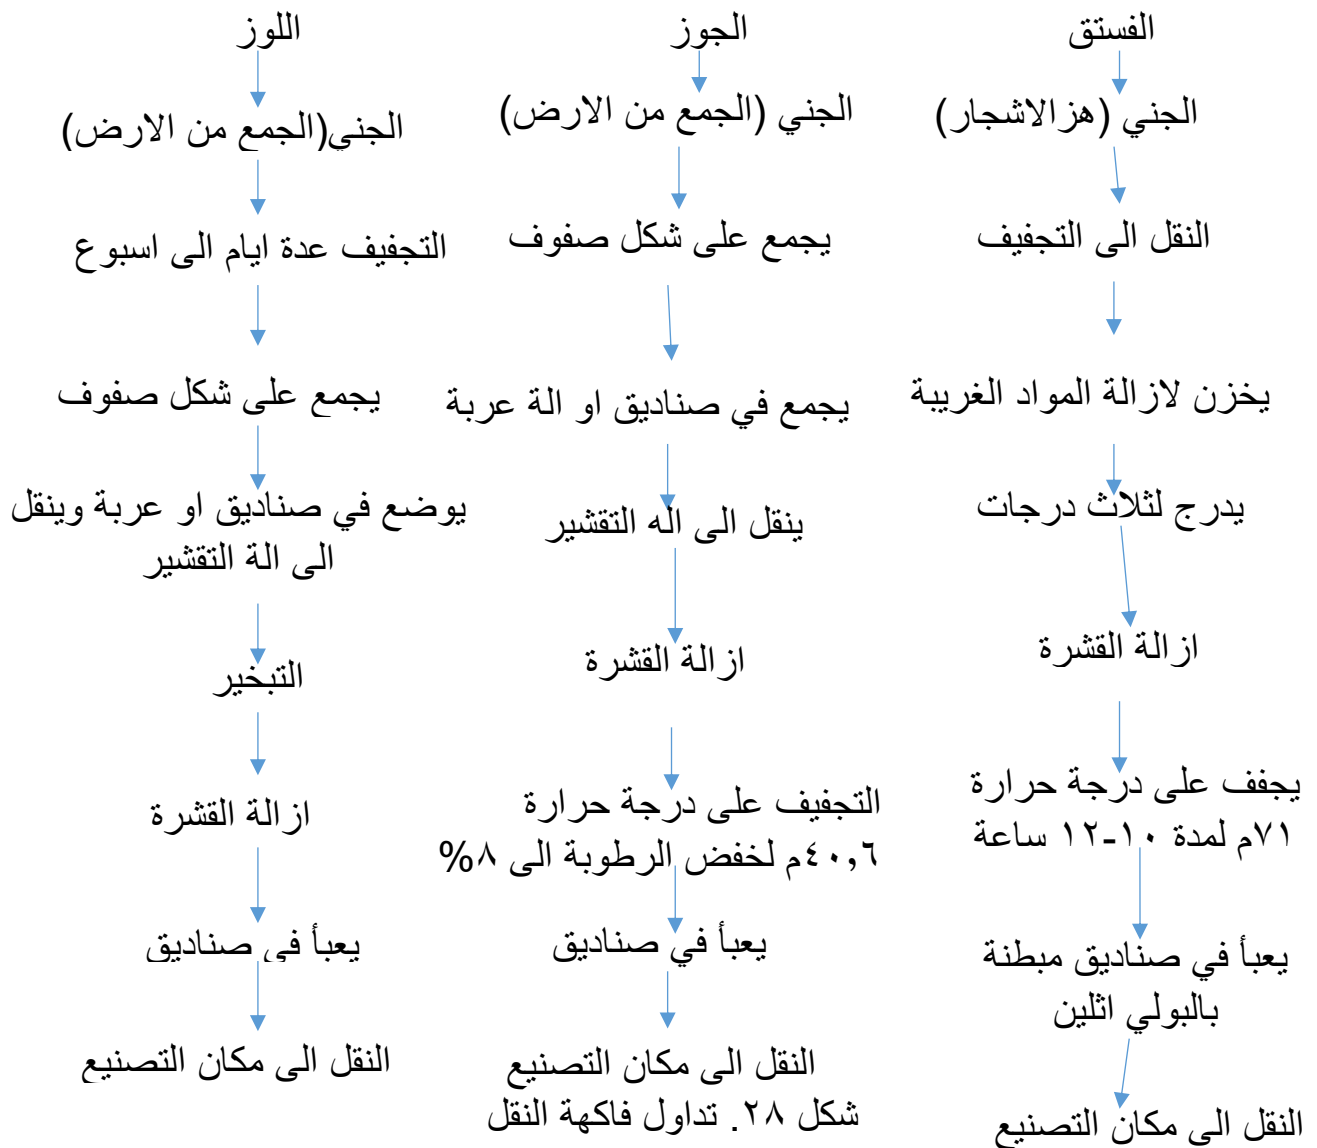 الفستق
الجني (هزالاشجار)
النقل الى التجفيف
يخزن لازالة المواد الغريبة
يدرج لثلاث درجات
ازالة القشرة
يجفف على درجة حرارة
٧١م لمدة ١٠-١٢ ساعة
يعبأ في صناديق مبطنة
بالبولي اثلين
النقل الى مكان التصنيع
الجوز
الجني (الجمع من الارض)
يجمع على شكل صفوف
يجمع في صناديق او الة عربة
ينقل الى اله التقشير
ازالة القشرة
التجفيف على درجة حرارة
٤٠,٦م لخفض الرطوبة الى ٨%
يعبأ في صناديق
النقل الى مكان التصنيع
شكل ٢٨. تداول فاكهة النقل
اللوز
الجني(الجمع من الارض)
التجفيف عدة ايام الى اسبوع
يجمع على شكل صفوف
يوضع في صناديق او عربة وينقل
الى الة التقشير
التبخير
ازالة القشرة
يعبأ في صناديق
النقل الى مكان التصنيع